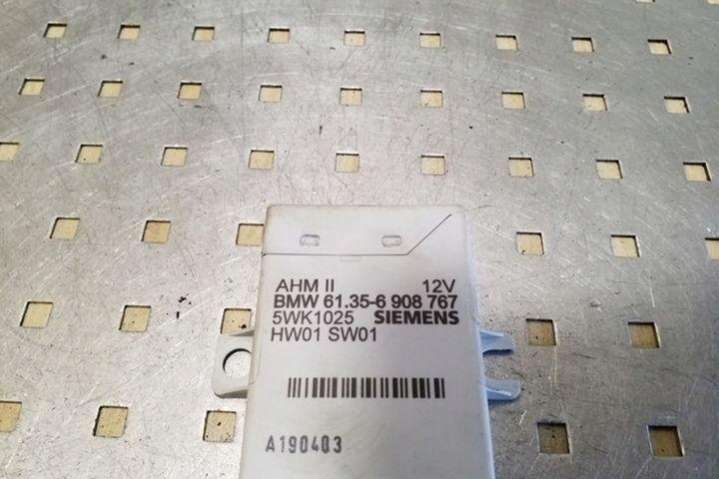 AHM II 12V
BMW 61.35-6 908 767
5WK1025 SIEMENS
HW01 SW01
A190403